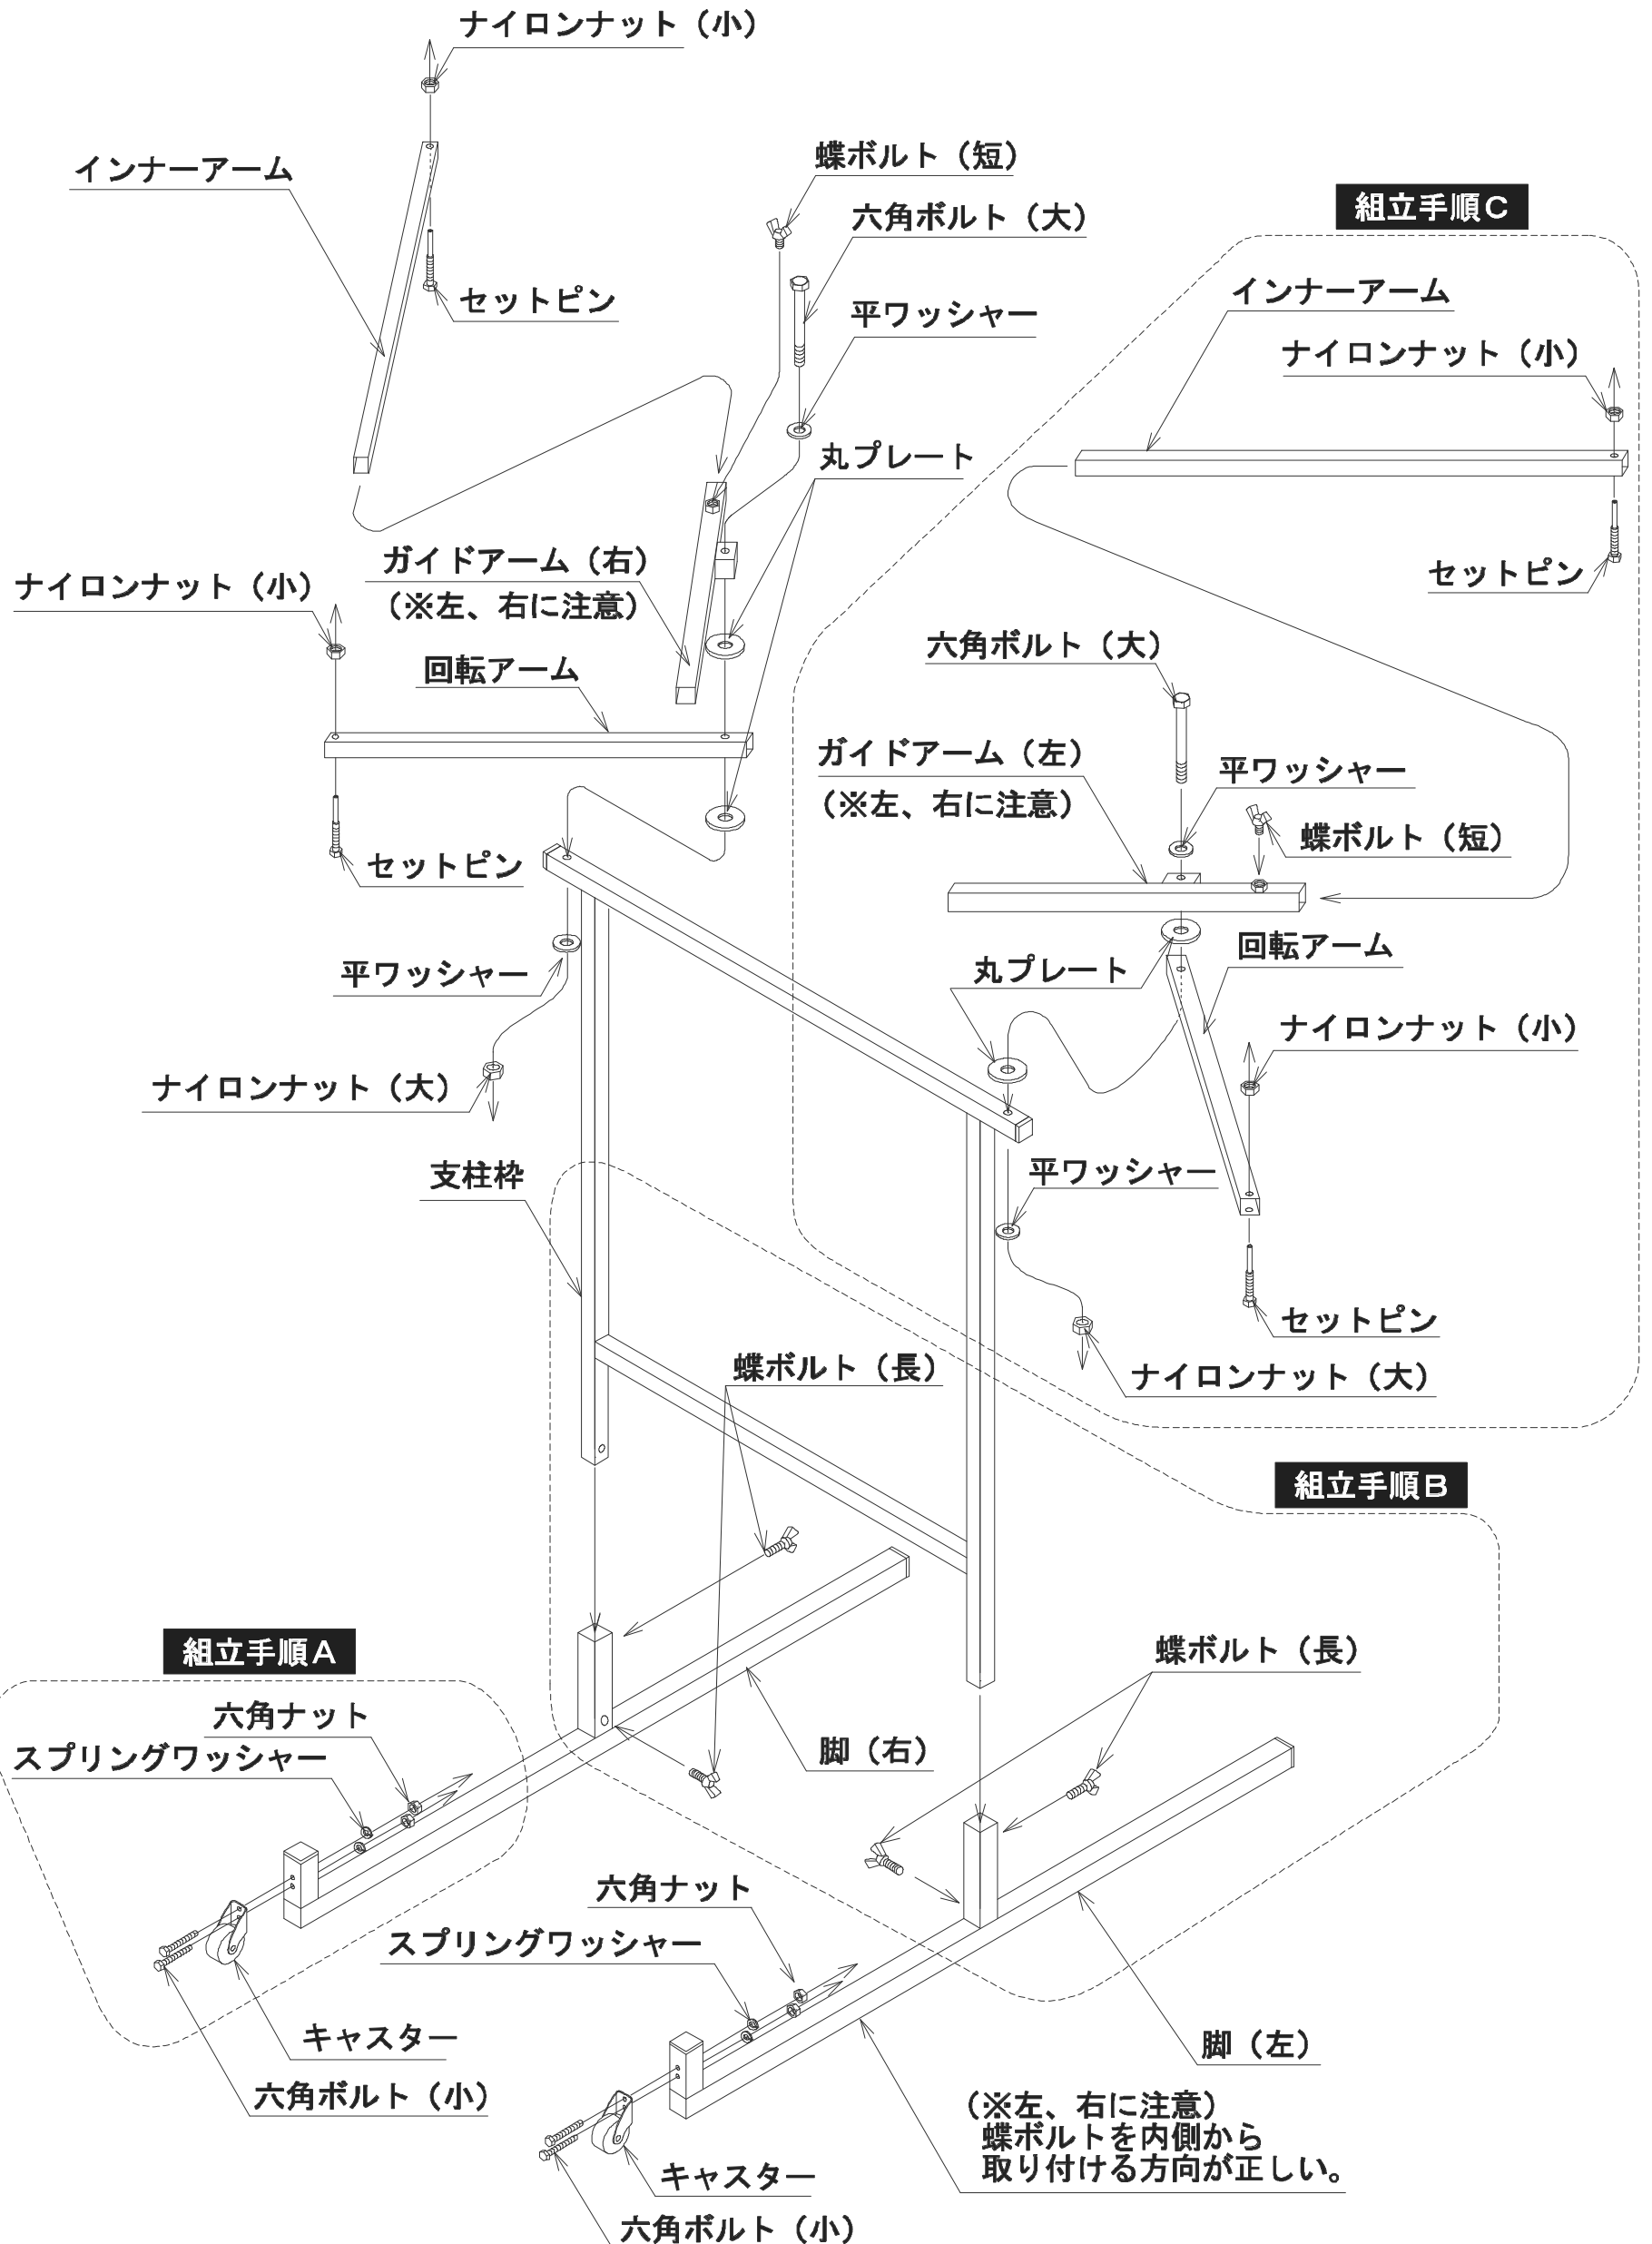 ナイロンナット（小）
インナーアーム
セットピン
蝶ボルト（短）
六角ボルト（大）
平ワッシャー
丸プレート
ガイドアーム（右）
（※左、右に注意）
ナイロンナット（小）
回転アーム
セットピン
平ワッシャー
ナイロンナット（大）
支柱枠
組立手順C
インナーアーム
ナイロンナット（小）
セットピン
六角ボルト（大）
ガイドアーム（左）
（※左、右に注意）
平ワッシャー
蝶ボルト（短）
丸プレート
回転アーム
ナイロンナット（小）
平ワッシャー
セットピン
ナイロンナット（大）
組立手順B
蝶ボルト（長）
蝶ボルト（長）
脚（右）
組立手順A
六角ナット
スプリングワッシャー
キャスター
六角ボルト（小）
六角ナット
スプリングワッシャー
キャスター
六角ボルト（小）
脚（左）
（※左、右に注意）
蝶ボルトを内側から
取り付ける方向が正しい。